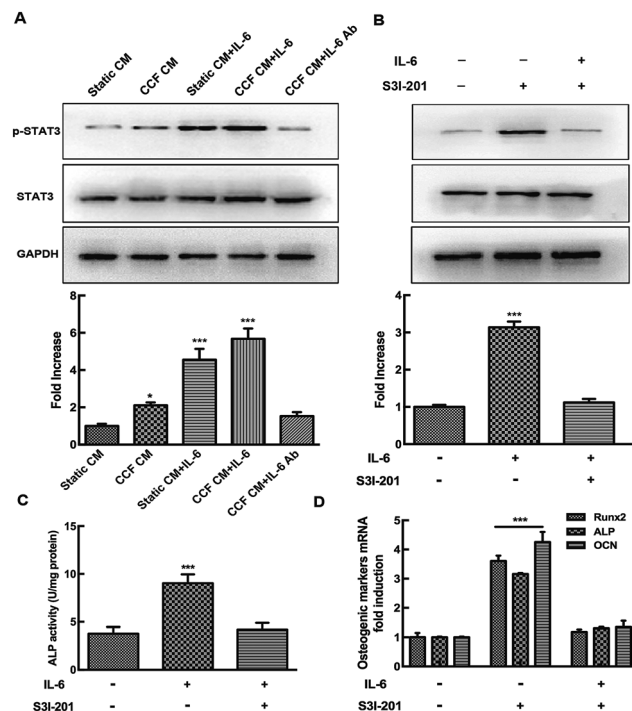 A
Static CM
CCF CM
Static CM+IL-6
CCF CM+IL-6
CCF CM+IL-6 Ab
p-STAT3
STAT3
GAPDH
Fold Increase
8
6
4
2
0
*
***
***
Static CM
CCF CM
Static CM+IL-6
CCF CM+IL-6
CCF CM+IL-6 Ab
B
IL-6 – – +
S3I-201 – + +
Fold Increase
4
3
2
1
0
***
IL-6 - + +
S3I-201 - - +
C
ALP activity (U/mg protein)
15
10
5
0
***
IL-6 - + +
S3I-201 - - +
D
Osteogenic markers mRNA
fold induction
5
4
3
2
1
0
***
Runx2
ALP
OCN
IL-6 - - +
S3I-201 - + +